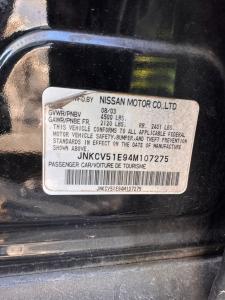 MFD.BY NISSAN MOTOR CO.,LTD
08/03
GVWR/PNBV 4500 LBS.
GAWR/PNBE FR. 2120 LBS. RR. 2401 LBS.
THIS VEHICLE CONFORMS TO ALL APPLICABLE FEDERAL
MOTOR VEHICLE SAFETY,BUMPER,AND THEFT PREVENTION
STANDARDS IN EFFECT ON THE DATE OF MANUFACTURE
SHOWN ABOVE.
JNKCV51E94M107275
PASSENGER CAR/VOITURE DE TOURISME
JNKCV51E94M107275